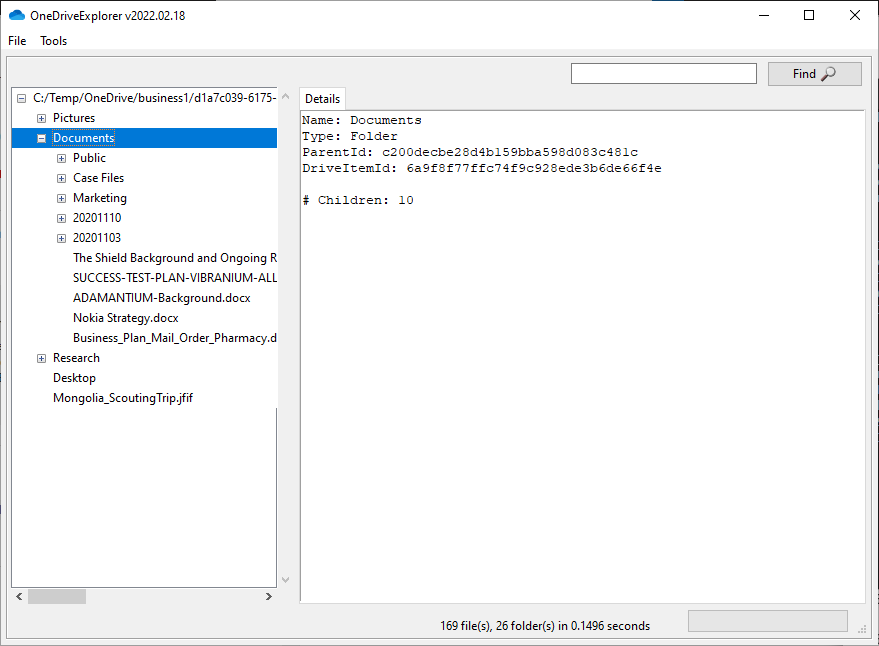 OneDriveExplorer v2022.02.18
File Tools
Find
C:/Temp/OneDrive/business1/d1a7c039-6175-
Pictures
Documents
Public
Case Files
Marketing
20201110
20201103
The Shield Background and Ongoing R
SUCCESS-TEST-PLAN-VIBRANIUM-ALL
ADAMANTIUM-Background.docx
Nokia Strategy.docx
Business_Plan_Mail_Order_Pharmacy.d
Research
Desktop
Mongolia_ScoutingTrip.jfif
Details
Name: Documents
Type: Folder
ParentId: c200decbe28d4b159bba598d083c481c
DriveItemId: 6a9f8f77ffc74f9c928ede3b6de66f4e
# Children: 10
169 file(s), 26 folder(s) in 0.1496 seconds